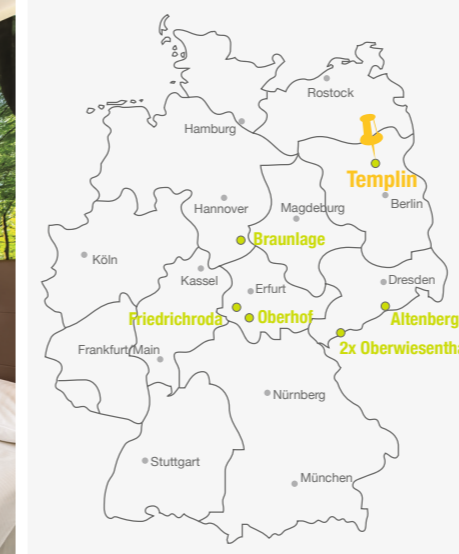 Rostock
Hamburg
Templin
Hannover
Magdeburg
Berlin
Braunlage
Köln
Kassel
Erfurt
Dresden
Friedrichroda
Oberhof
Altenberg
2x Oberwiesentha
Frankfurt/Main
Nürnberg
Stuttgart
München